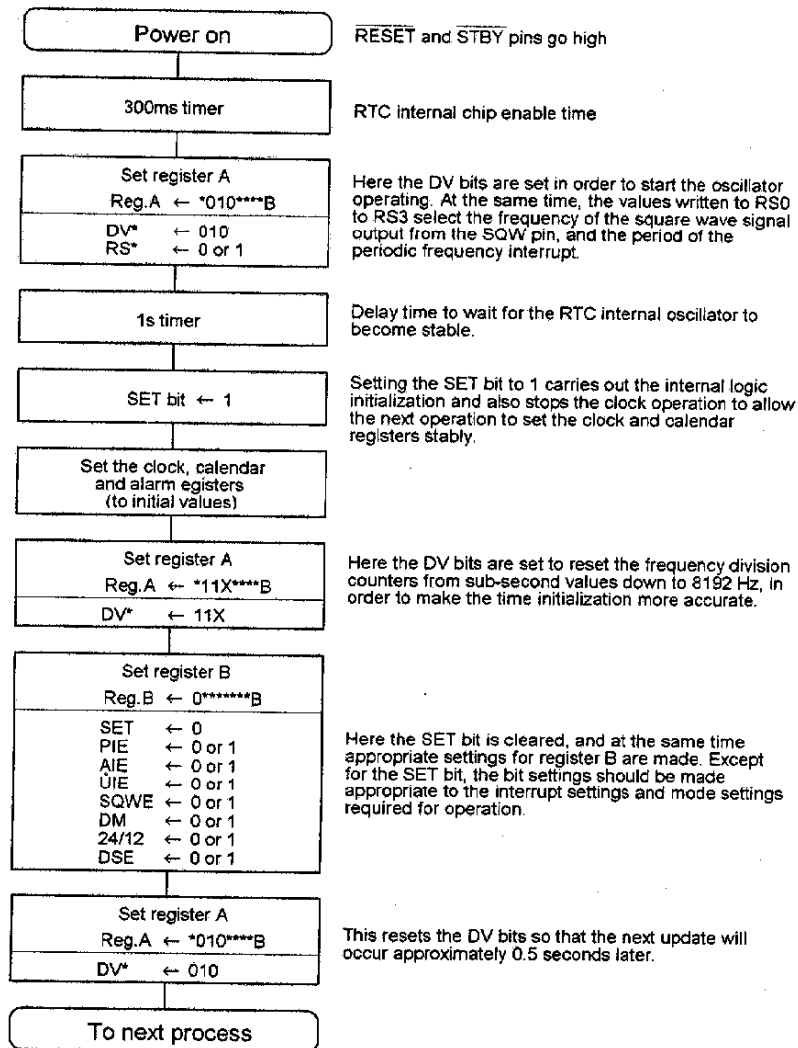 Power on
RESET and STBY pins go high
300ms timer
RTC internal chip enable time
Set register A
Reg.A ← *010****B
DV* ← 010
RS* ← 0 or 1
Here the DV bits are set in order to start the oscillator
operating. At the same time, the values written to RS0
to RS3 select the frequency of the square wave signal
output from the SQW pin, and the period of the
periodic frequency interrupt.
1s timer
Delay time to wait for the RTC internal oscillator to
become stable.
SET bit ← 1
Setting the SET bit to 1 carries out the internal logic
initialization and also stops the clock operation to allow
the next operation to set the clock and calendar
registers stably.
Set the clock, calendar
and alarm egisters
(to initial values)
Set register A
Reg.A ← *11X****B
DV* ← 11X
Here the DV bits are set to reset the frequency division
counters from sub-second values down to 8192 Hz, in
order to make the time initialization more accurate.
Set register B
Reg.B ← 0*******B
SET ← 0
PIE ← 0 or 1
AIE ← 0 or 1
UIE ← 0 or 1
SQWE ← 0 or 1
DM ← 0 or 1
24/12 ← 0 or 1
DSE ← 0 or 1
Here the SET bit is cleared, and at the same time
appropriate settings for register B are made. Except
for the SET bit, the bit settings should be made
appropriate to the interrupt settings and mode settings
required for operation.
Set register A
Reg.A ← *010****B
DV* ← 010
This resets the DV bits so that the next update will
occur approximately 0.5 seconds later.
To next process